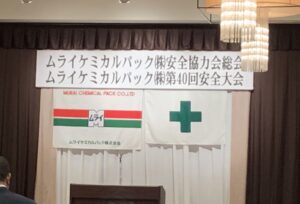 ムライケミカルパック㈱安全協力会総会
ムライケミカルパック㈱第40回安全大会
MURAI CHEMICAL PACK CO.,LTD
ムライ
ムライケミカルパック株式会社